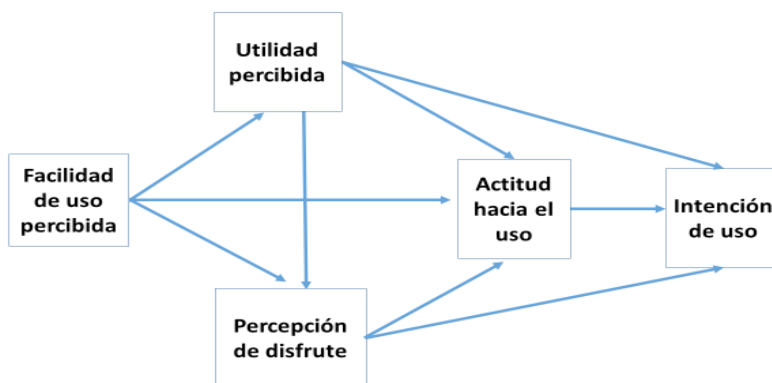 Utilidad
percibida
Facilidad
de uso
percibida
Actitud
hacia el
uso
Intención
de uso
Percepción
de disfrute